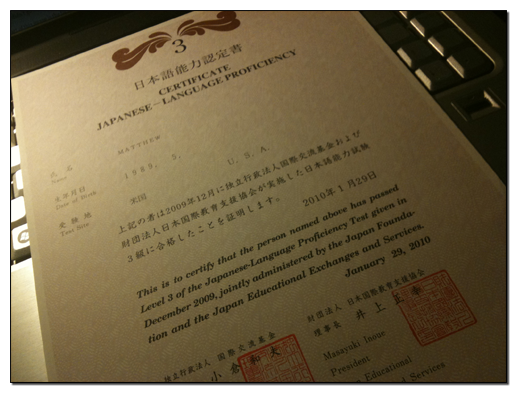 3
日本語能力認定書
CERTIFICATE
JAPANESE-LANGUAGE PROFICIENCY
氏名 MATTHEW
Name
生年月日 1989. 5.
Date of Birth
受験地 米国 U.S.A.
Test Site
上記の者は2009年12月に独立行政法人国際交流基金および
財団法人日本国際教育支援協会が実施した日本語能力試験
3級に合格したことを証明します。
2010年1月29日
This is to certify that the person named above has passed
Level 3 of the Japanese-Language Proficiency Test given in
December 2009, jointly administered by the Japan Founda-
tion and the Japan Educational Exchanges and Services.
January 29, 2010
独立行政法人 国際交流基金
小倉和夫
財団法人 日本国際教育支援協会
理事長 井上正幸
Masayuki Inoue
President
Educational
and Services